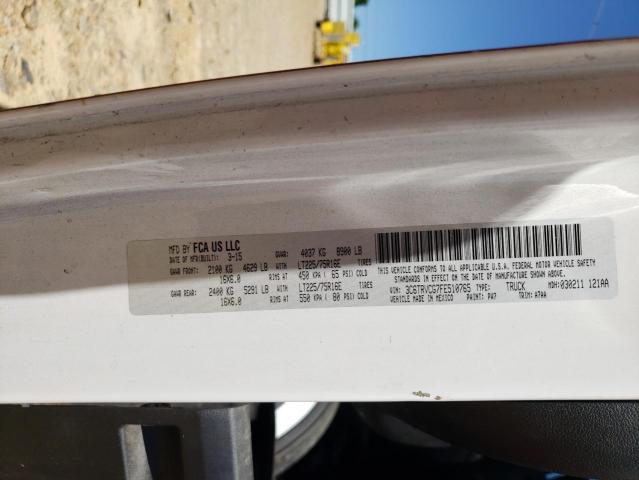 MFD BY FCA US LLC
DATE OF MFR(BUILT): 3-15 GVWR: 4037 KG 8900 LB
GAWR FRONT: 2100 KG 4629 LB WITH LT225/75R16E TIRES
16X6.0 RIMS AT 450 KPA ( 65 PSI) COLD
GAWR REAR: 2400 KG 5291 LB WITH LT225/75R16E TIRES
16X6.0 RIMS AT 550 KPA ( 80 PSI) COLD
THIS VEHICLE CONFORMS TO ALL APPLICABLE U.S.A. FEDERAL MOTOR VEHICLE SAFETY
STANDARDS IN EFFECT ON THE DATE OF MANUFACTURE SHOWN ABOVE.
VIN: 3C6TRVCG7FE510765 TYPE: TRUCK MDH:030211 121AA
VEHICLE MADE IN MEXICO PAINT: PW7 TRIM:A7AA